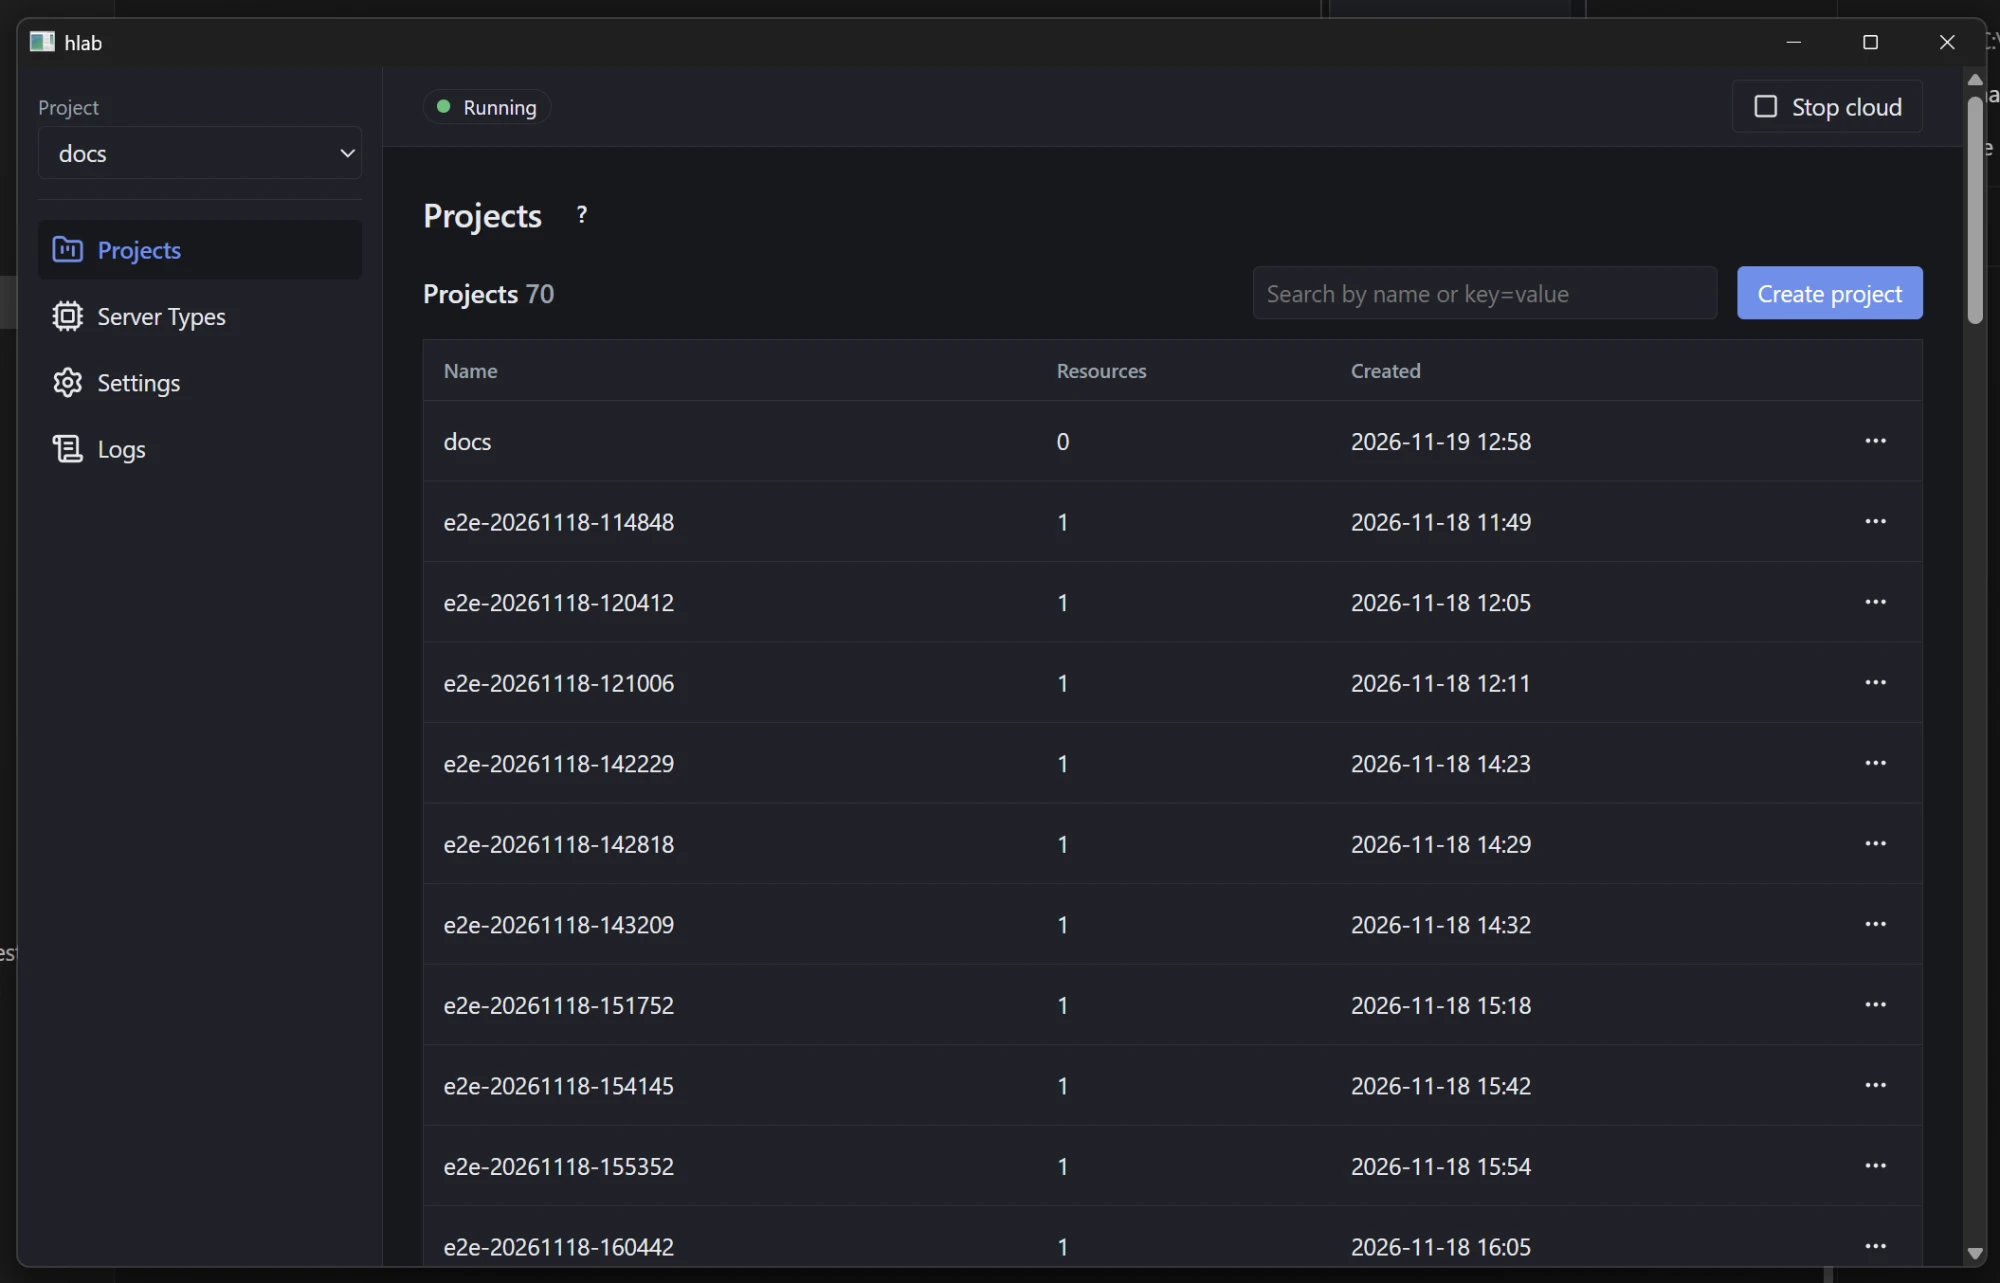 hlab
Project
docs
Projects
Server Types
Settings
Logs
Running
Stop cloud
Projects ?
Projects 70
Search by name or key=value
Create project
Name Resources Created
docs 0 2026-11-19 12:58 ...
e2e-20261118-114848 1 2026-11-18 11:49 ...
e2e-20261118-120412 1 2026-11-18 12:05 ...
e2e-20261118-121006 1 2026-11-18 12:11 ...
e2e-20261118-142229 1 2026-11-18 14:23 ...
e2e-20261118-142818 1 2026-11-18 14:29 ...
e2e-20261118-143209 1 2026-11-18 14:32 ...
e2e-20261118-151752 1 2026-11-18 15:18 ...
e2e-20261118-154145 1 2026-11-18 15:42 ...
e2e-20261118-155352 1 2026-11-18 15:54 ...
e2e-20261118-160442 1 2026-11-18 16:05 ...